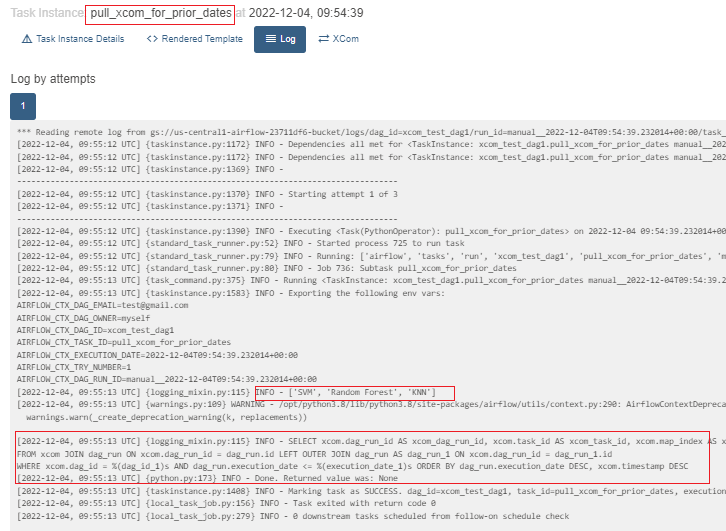 Task Instance: pull_xcom_for_prior_dates at 2022-12-04, 09:54:39
Task Instance Details Rendered Template Log XCom
Log by attempts
1
*** Reading remote log from gs://us-central1-airflow-23711df6-bucket/logs/dag_id=xcom_test_dag1/run_id=manual__2022-12-04T09:54:39.232014+00:00/task_
[2022-12-04, 09:55:12 UTC] {taskinstance.py:1172} INFO - Dependencies all met for <TaskInstance: xcom_test_dag1.pull_xcom_for_prior_dates manual__202
[2022-12-04, 09:55:12 UTC] {taskinstance.py:1172} INFO - Dependencies all met for <TaskInstance: xcom_test_dag1.pull_xcom_for_prior_dates manual__202
[2022-12-04, 09:55:12 UTC] {taskinstance.py:1369} INFO -
--------------------------------------------------------------------------------
[2022-12-04, 09:55:12 UTC] {taskinstance.py:1370} INFO - Starting attempt 1 of 3
[2022-12-04, 09:55:12 UTC] {taskinstance.py:1371} INFO -
--------------------------------------------------------------------------------
[2022-12-04, 09:55:12 UTC] {taskinstance.py:1390} INFO - Executing <Task(PythonOperator): pull_xcom_for_prior_dates> on 2022-12-04 09:54:39.232014+00
[2022-12-04, 09:55:12 UTC] {standard_task_runner.py:52} INFO - Started process 725 to run task
[2022-12-04, 09:55:12 UTC] {standard_task_runner.py:79} INFO - Running: ['airflow', 'tasks', 'run', 'xcom_test_dag1', 'pull_xcom_for_prior_dates', 'm
[2022-12-04, 09:55:12 UTC] {standard_task_runner.py:80} INFO - Job 736: Subtask pull_xcom_for_prior_dates
[2022-12-04, 09:55:13 UTC] {task_command.py:375} INFO - Running <TaskInstance: xcom_test_dag1.pull_xcom_for_prior_dates manual__2022-12-04T09:54:39.2
[2022-12-04, 09:55:13 UTC] {taskinstance.py:1583} INFO - Exporting the following env vars:
AIRFLOW_CTX_DAG_EMAIL=test@gmail.com
AIRFLOW_CTX_DAG_OWNER=myself
AIRFLOW_CTX_DAG_ID=xcom_test_dag1
AIRFLOW_CTX_TASK_ID=pull_xcom_for_prior_dates
AIRFLOW_CTX_EXECUTION_DATE=2022-12-04T09:54:39.232014+00:00
AIRFLOW_CTX_TRY_NUMBER=1
AIRFLOW_CTX_DAG_RUN_ID=manual__2022-12-04T09:54:39.232014+00:00
[2022-12-04, 09:55:13 UTC] {logging_mixin.py:115} INFO - ['SVM', 'Random Forest', 'KNN']
[2022-12-04, 09:55:13 UTC] {warnings.py:109} WARNING - /opt/python3.8/lib/python3.8/site-packages/airflow/utils/context.py:290: AirflowContextDepreca
warnings.warn(_create_deprecation_warning(k, replacements))
[2022-12-04, 09:55:13 UTC] {logging_mixin.py:115} INFO - SELECT xcom.dag_run_id AS xcom_dag_run_id, xcom.task_id AS xcom_task_id, xcom.map_index AS x
FROM xcom JOIN dag_run ON xcom.dag_run_id = dag_run.id LEFT OUTER JOIN dag_run AS dag_run_1 ON xcom.dag_run_id = dag_run_1.id
WHERE xcom.dag_id = %(dag_id_1)s AND dag_run.execution_date <= %(execution_date_1)s ORDER BY dag_run.execution_date DESC, xcom.timestamp DESC
[2022-12-04, 09:55:13 UTC] {python.py:173} INFO - Done. Returned value was: None
[2022-12-04, 09:55:13 UTC] {taskinstance.py:1408} INFO - Marking task as SUCCESS. dag_id=xcom_test_dag1, task_id=pull_xcom_for_prior_dates, execution
[2022-12-04, 09:55:13 UTC] {local_task_job.py:156} INFO - Task exited with return code 0
[2022-12-04, 09:55:13 UTC] {local_task_job.py:279} INFO - 0 downstream tasks scheduled from follow-on schedule check